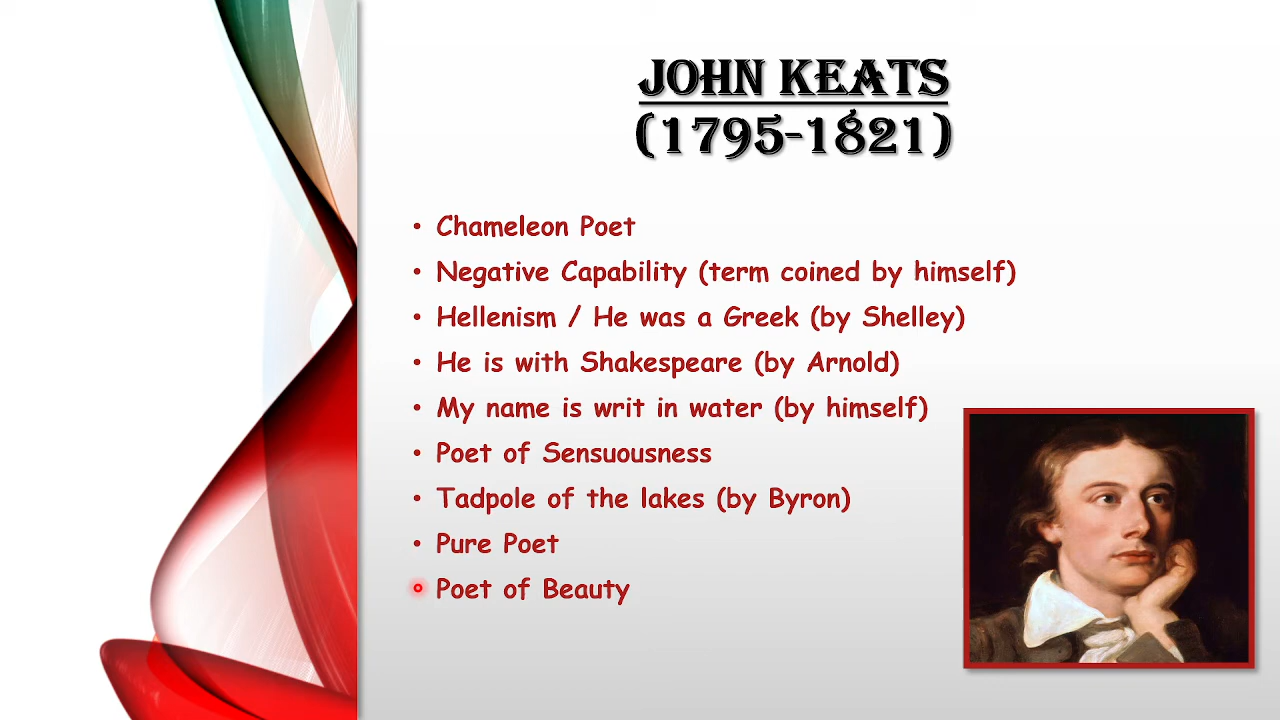 JOHN KEATS
(1795-1821)
• Chameleon Poet
• Negative Capability (term coined by himself)
• Hellenism / He was a Greek (by Shelley)
• He is with Shakespeare (by Arnold)
• My name is writ in water (by himself)
• Poet of Sensuousness
• Tadpole of the lakes (by Byron)
• Pure Poet
• Poet of Beauty